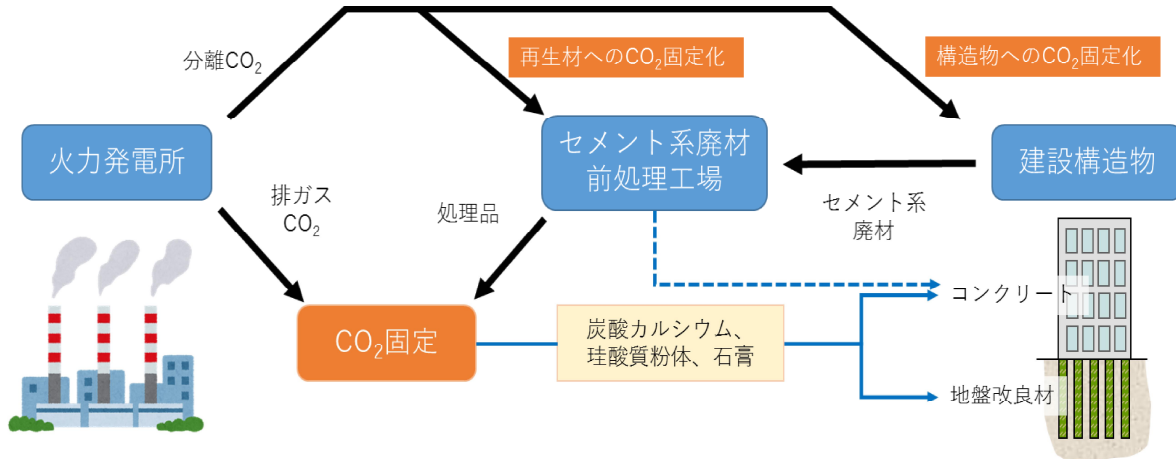 分離CO₂
再生材へのCO₂固定化
構造物へのCO₂固定化
火力発電所
セメント系廃材
前処理工場
建設構造物
排ガス
CO₂
処理品
セメント系
廃材
コンクリート
CO₂固定
炭酸カルシウム、
珪酸質粉体、石膏
地盤改良材